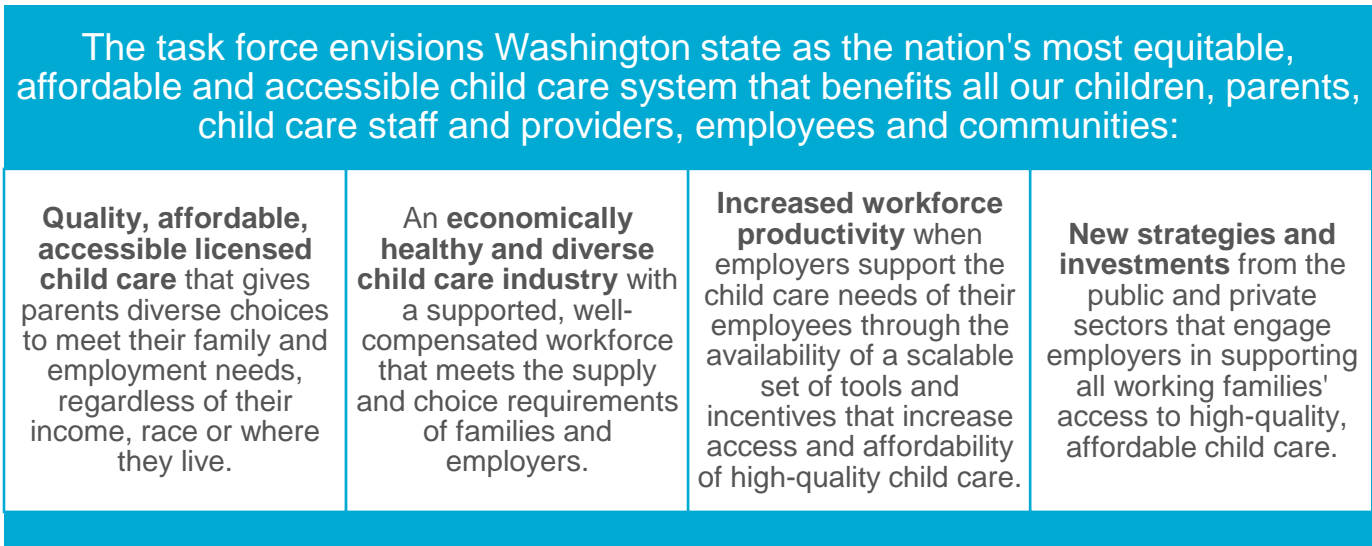 The task force envisions Washington state as the nation's most equitable,
affordable and accessible child care system that benefits all our children, parents,
child care staff and providers, employees and communities:
Quality, affordable,
accessible licensed
child care that gives
parents diverse choices
to meet their family and
employment needs,
regardless of their
income, race or where
they live.
An economically
healthy and diverse
child care industry with
a supported, well-
compensated workforce
that meets the supply
and choice requirements
of families and
employers.
Increased workforce
productivity when
employers support the
child care needs of their
employees through the
availability of a scalable
set of tools and
incentives that increase
access and affordability
of high-quality child care.
New strategies and
investments from the
public and private
sectors that engage
employers in supporting
all working families'
access to high-quality,
affordable child care.